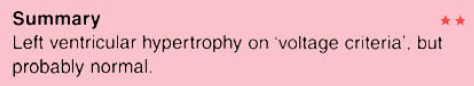 Summary ★★
Left ventricular hypertrophy on 'voltage criteria', but
probably normal.